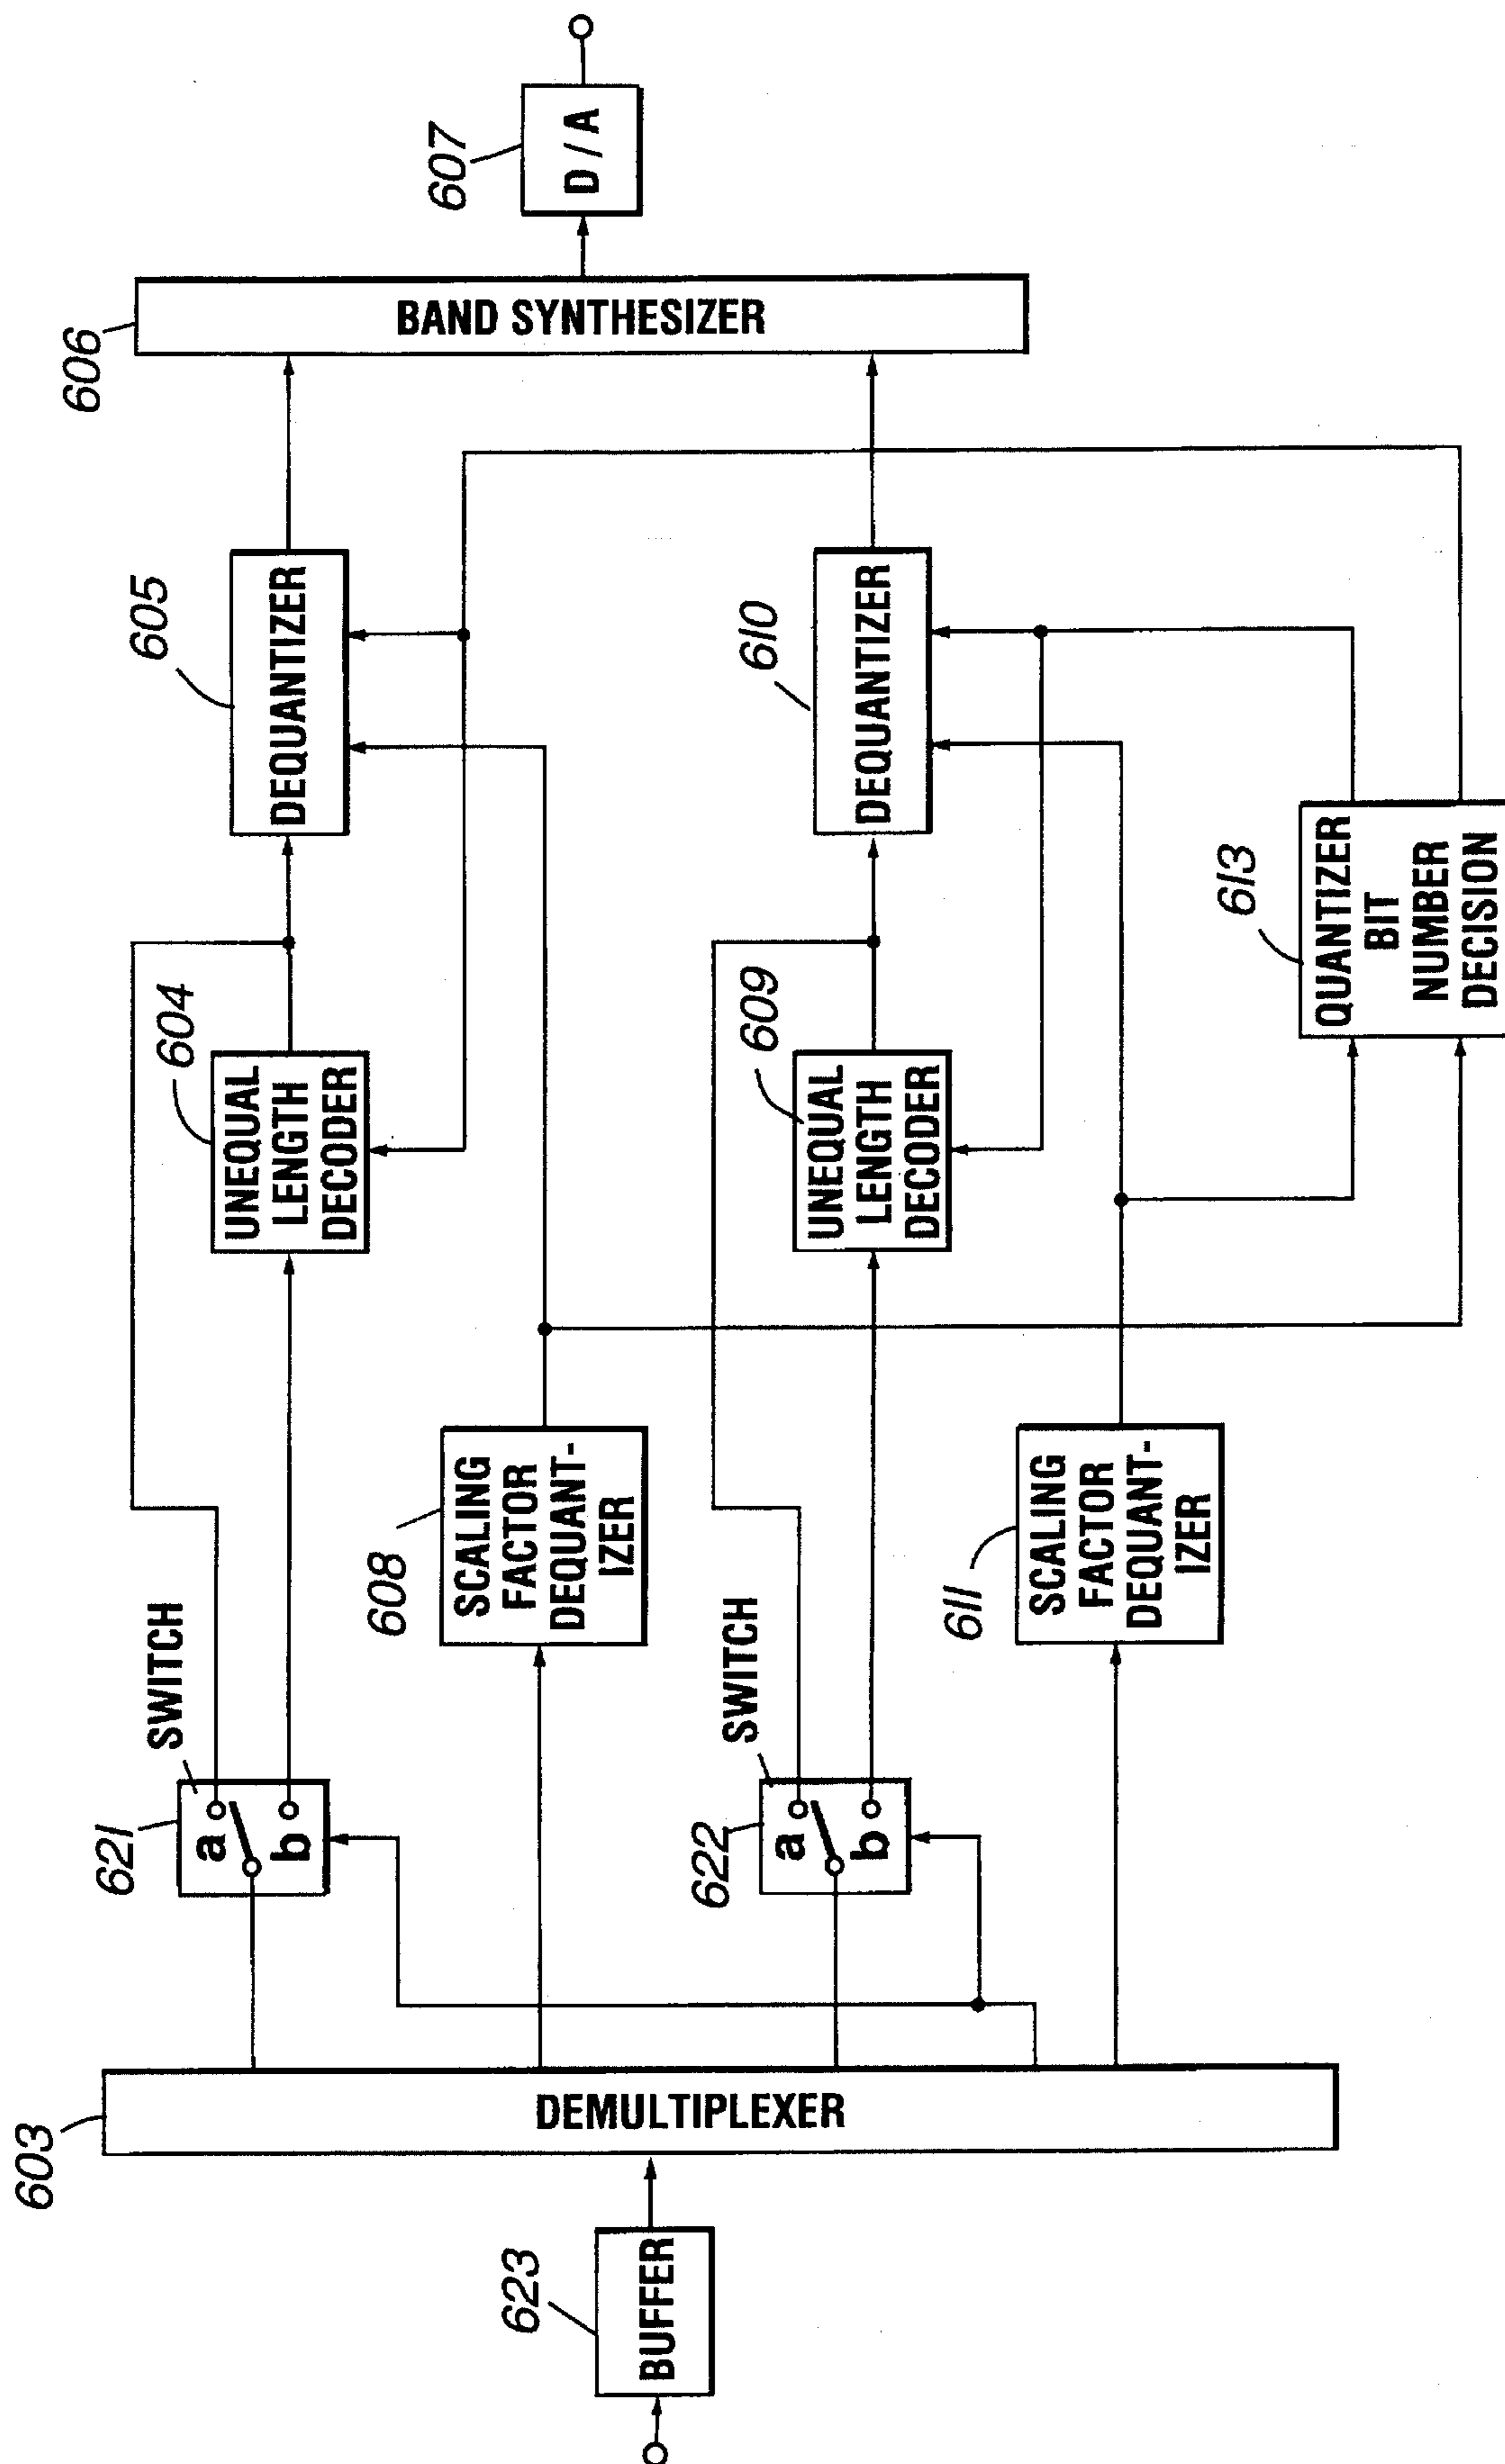 623
BUFFER
603
DEMULTIPLEXER
621
SWITCH
a
b
608
SCALING
FACTOR
DEQUANT-
IZER
622
SWITCH
a
b
611
SCALING
FACTOR
DEQUANT-
IZER
604
UNEQUAL
LENGTH
DECODER
609
UNEQUAL
LENGTH
DECODER
605
DEQUANTIZER
610
DEQUANTIZER
613
QUANTIZER
BIT
NUMBER
DECISION
606
BAND SYNTHESIZER
607
D / A